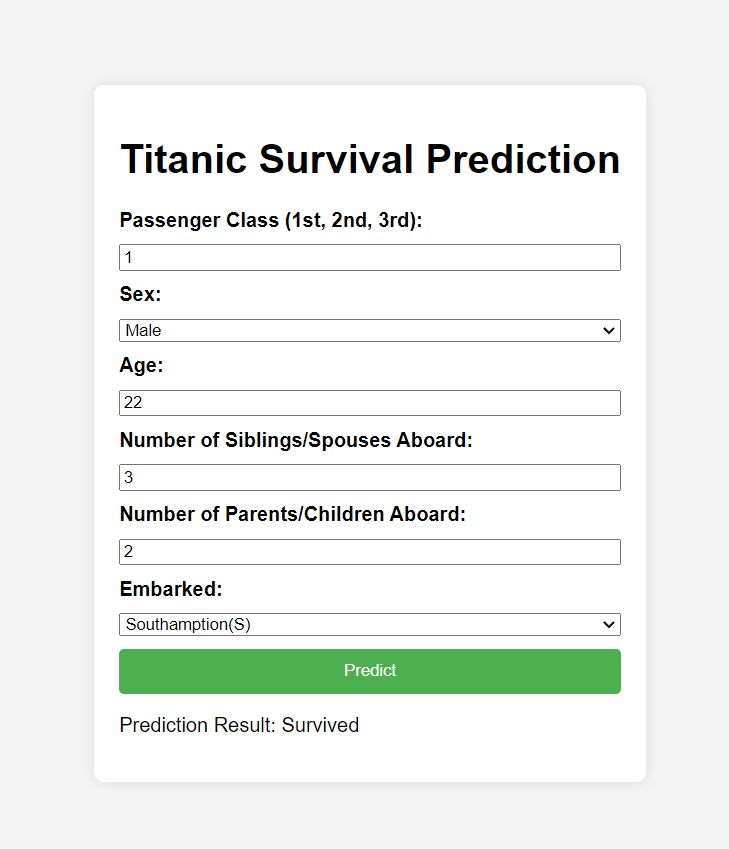 Titanic Survival Prediction
Passenger Class (1st, 2nd, 3rd):
1
Sex:
Male
Age:
22
Number of Siblings/Spouses Aboard:
3
Number of Parents/Children Aboard:
2
Embarked:
Southamption(S)
Predict
Prediction Result: Survived